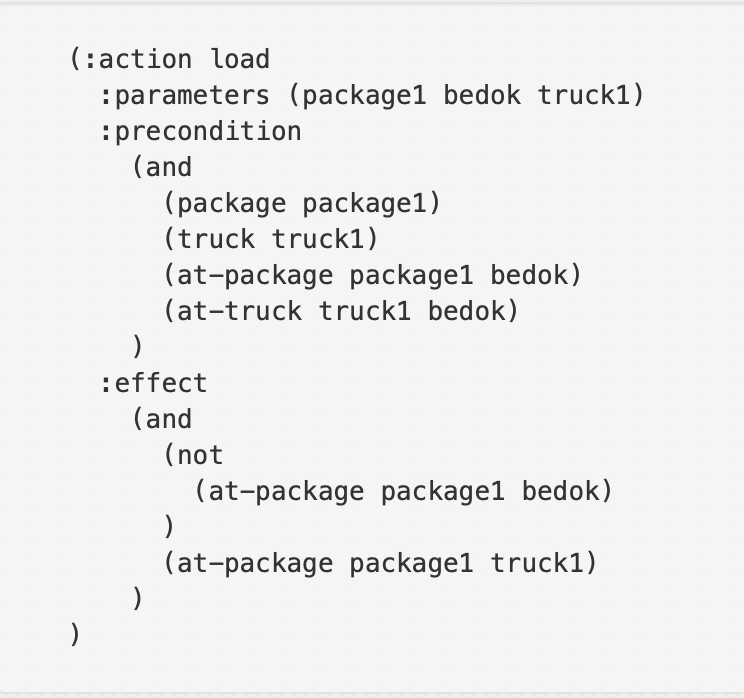 (:action load
:parameters (package1 bedok truck1)
:precondition
(and
(package package1)
(truck truck1)
(at-package package1 bedok)
(at-truck truck1 bedok)
)
:effect
(and
(not
(at-package package1 bedok)
)
(at-package package1 truck1)
)
)